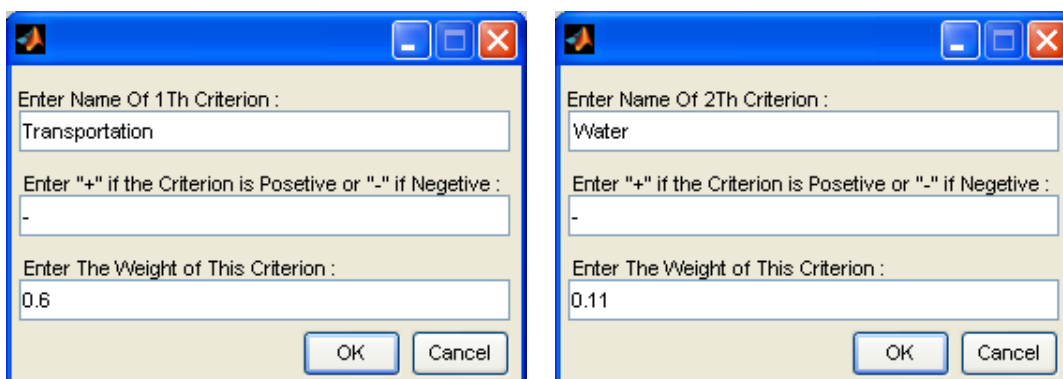 Enter Name Of 1Th Criterion :
Transportation
Enter "+" if the Criterion is Posetive or "-" if Negetive :
-
Enter The Weight of This Criterion :
0.6
OK Cancel
Enter Name Of 2Th Criterion :
Water
Enter "+" if the Criterion is Posetive or "-" if Negetive :
-
Enter The Weight of This Criterion :
0.11
OK Cancel